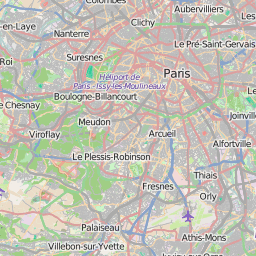 Colombes
Aubervilliers
Clichy
en-Laye
Nanterre
Le Pré-Saint-Gervais
Suresnes
Roi
Héliport de
Paris - Issy-les-Moulineaux
Paris
Boulogne-Billancourt
Chesnay
Joinvill
Meudon
Viroflay
Arcueil
Alfortville
Le Plessis-Robinson
Thiais
Fresnes
Orly
Palaiseau
Athis-Mons
Villebon-sur-Yvette